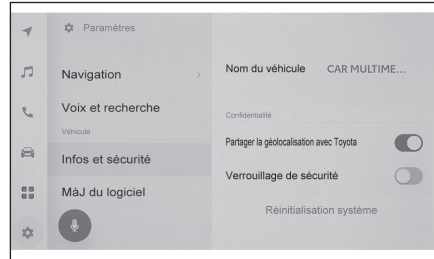 Paramètres
Navigation
Voix et recherche
Véhicule
Infos et sécurité
MàJ du logiciel
Nom du véhicule CAR MULTIME...
Confidentialité
Partager la géolocalisation avec Toyota
Verrouillage de sécurité
Réinitialisation système